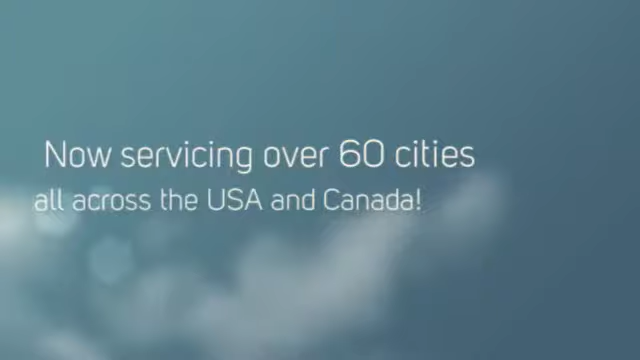 Now servicing over 60 cities
all across the USA and Canada!